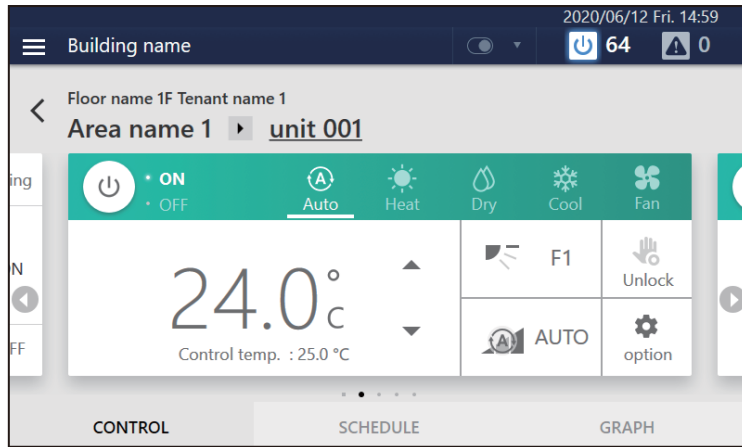 2020/06/12 Fri. 14:59
Building name
64
0
Floor name 1F Tenant name 1
Area name 1 unit 001
ing
ON
OFF
A
Auto
Heat
Dry
Cool
Fan
N
FF
24.0°C
Control temp. : 25.0 °C
F1
Unlock
A
AUTO
option
CONTROL
SCHEDULE
GRAPH